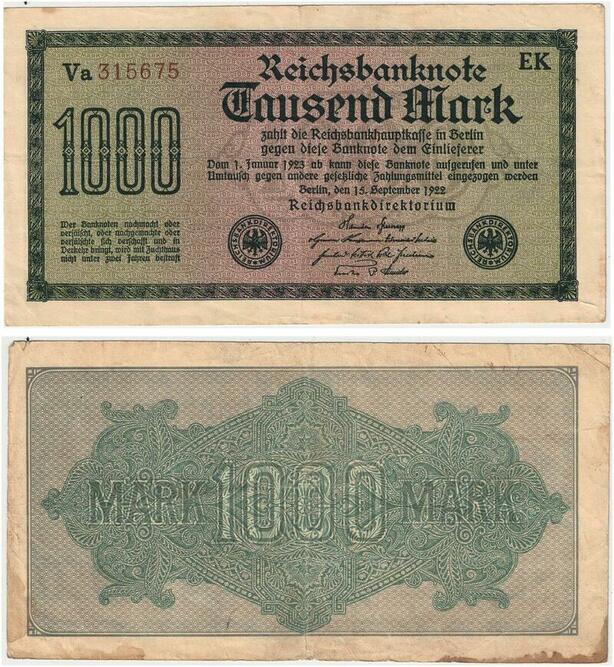 Va 315675
EK
Reichsbanknote
Tausend Mark
1000
zahlt die Reichsbankhauptkasse in Berlin
gegen diese Banknote dem Einlieferer
Vom 1. Januar 1923 ab kann diese Banknote aufgerufen und unter
Umtausch gegen andere gesetzliche Zahlungsmittel eingezogen werden
Berlin, den 15. September 1922
Reichsbankdirektorium
Wer Banknoten nachmacht oder
verfälscht, oder nachgemachte oder
verfälschte sich verschafft und in
Verkehr bringt, wird mit Zuchthaus
nicht unter zwei Jahren bestraft
REICHSBANKDIREKTORIUM
REICHSBANKDIREKTORIUM
MARK 1000 MARK